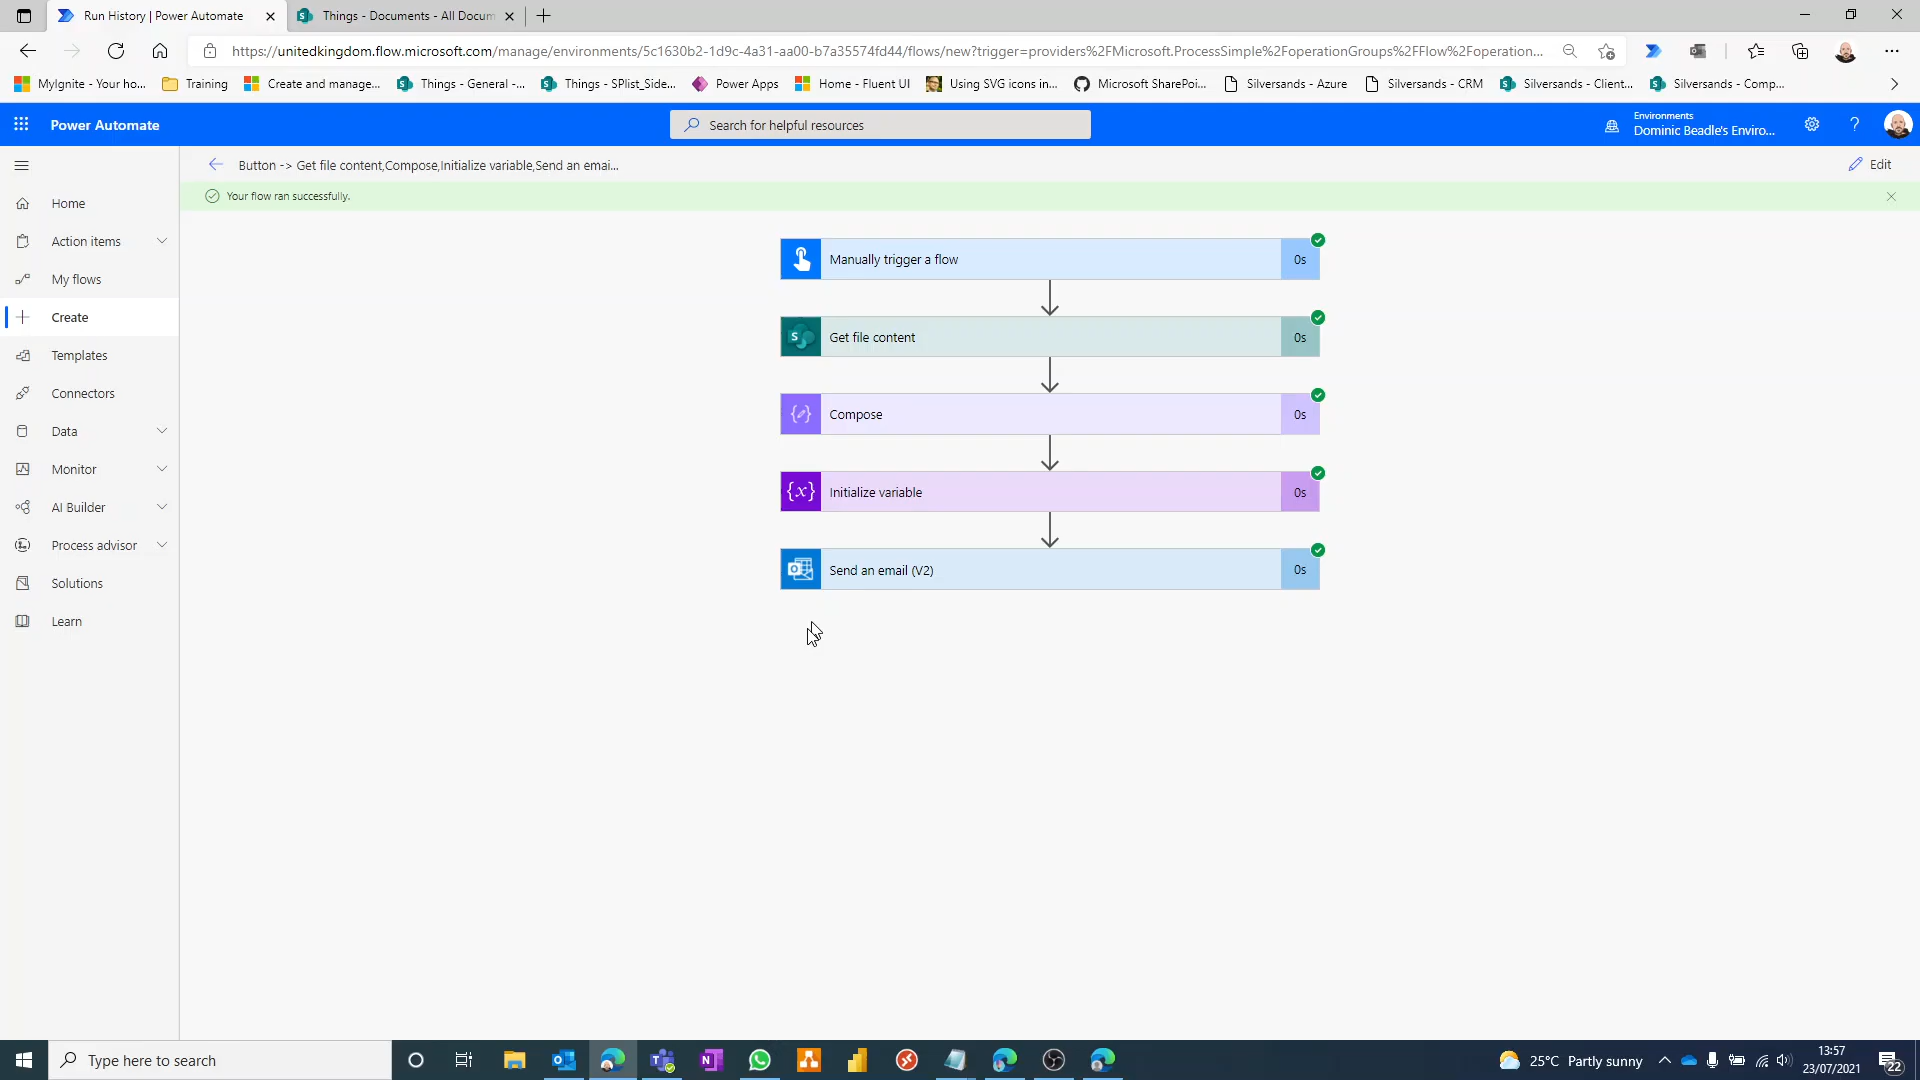 Run History | Power Automate
Things - Documents - All Docum
https://unitedkingdom.flow.microsoft.com/manage/environments/5c1630b2-1d9c-4a31-aa00-b7a35574fd44/flows/new?trigger=providers%2FMicrosoft.ProcessSimple%2FoperationGroups%2FFlow%2Foperation...
MyIgnite - Your ho...
Training
Create and manage...
Things - General -...
Things - SPlist_Side...
Power Apps
Home - Fluent UI
Using SVG icons in...
Microsoft SharePoi...
Silversands - Azure
Silversands - CRM
Silversands - Client...
Silversands - Comp...
Power Automate
Search for helpful resources
Environments
Dominic Beadle's Enviro...
Button -> Get file content,Compose,Initialize variable,Send an emai...
Edit
Your flow ran successfully.
Home
Action items
My flows
Create
Templates
Connectors
Data
Monitor
AI Builder
Process advisor
Solutions
Learn
Manually trigger a flow
0s
Get file content
0s
Compose
0s
Initialize variable
0s
Send an email (V2)
0s
Type here to search
25°C Partly sunny
13:57
23/07/2021
22